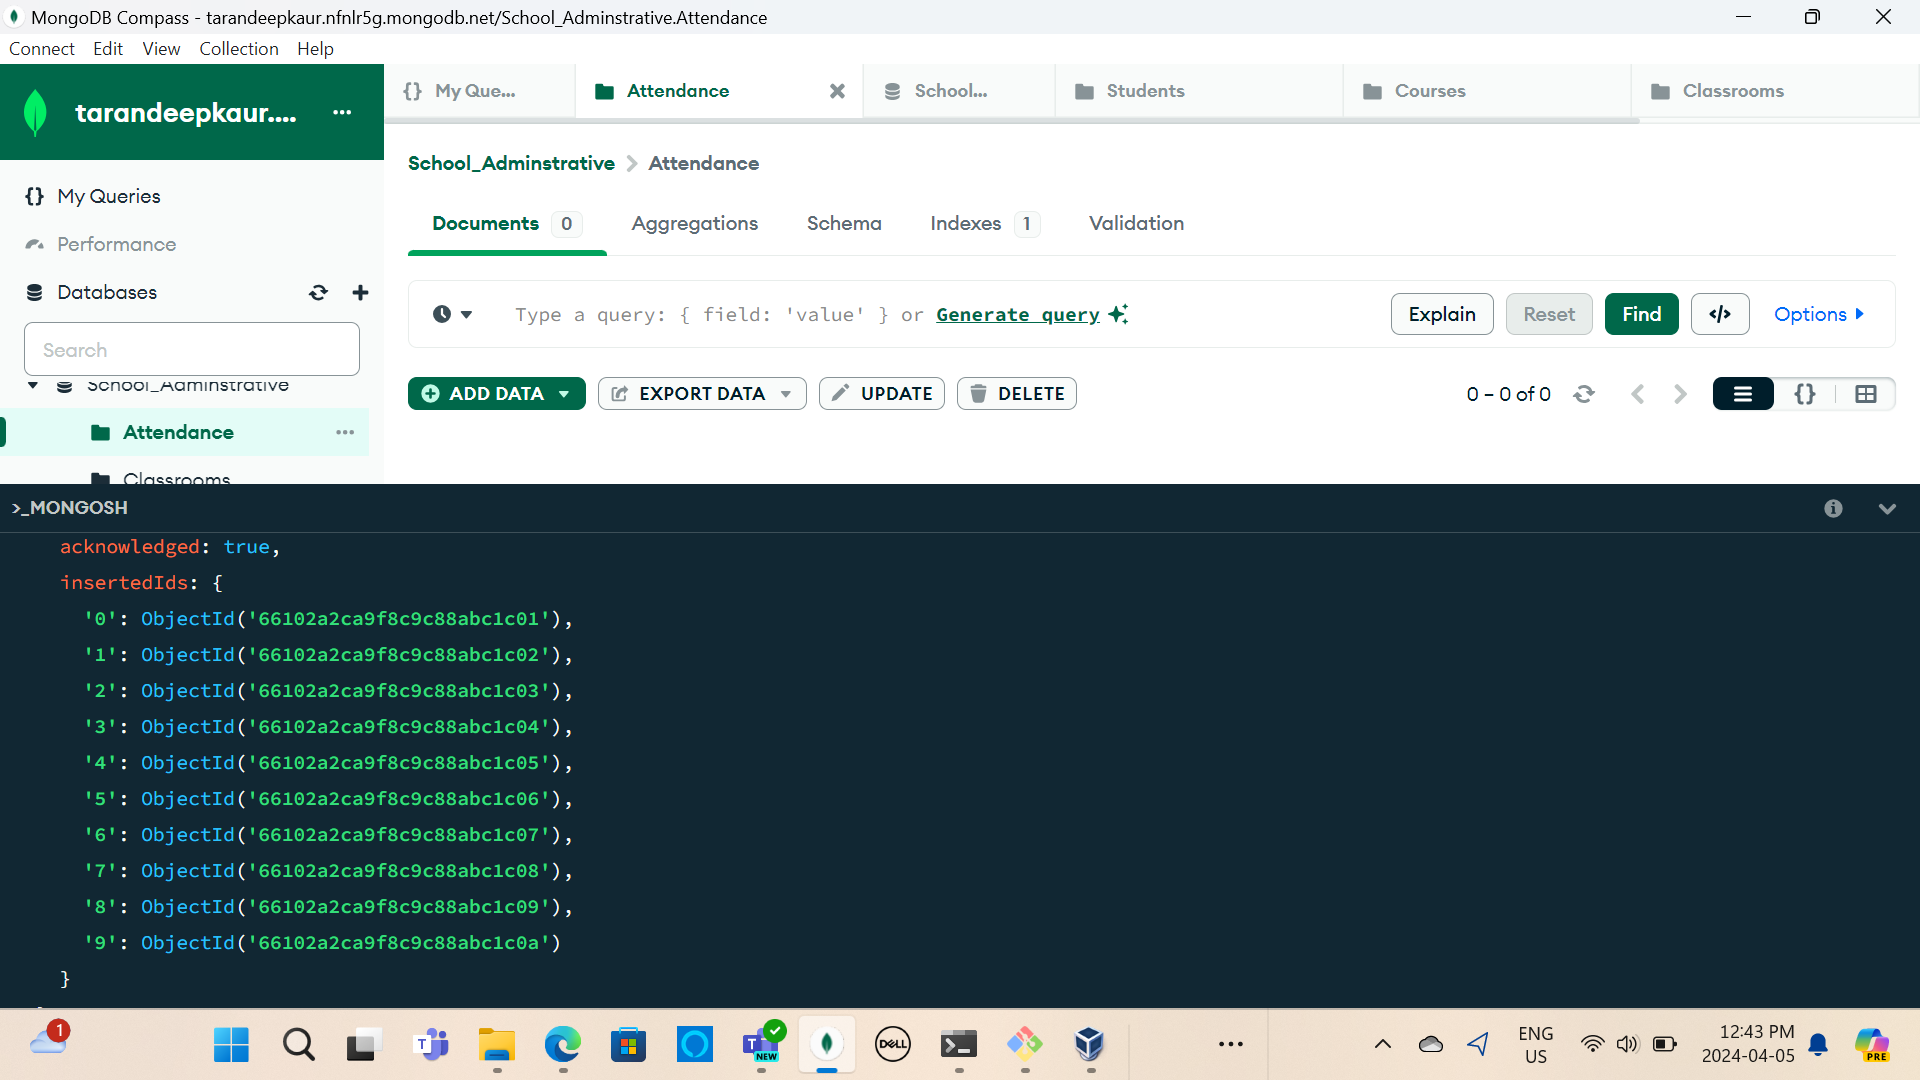 MongoDB Compass - tarandeepkaur.nfnlr5g.mongodb.net/School_Adminstrative.Attendance
Connect Edit View Collection Help
tarandeepkaur.... ...
{} My Que... Attendance School... Students Courses Classrooms
School_Adminstrative > Attendance
{} My Queries
Performance
Databases
Search
School_Adminstrative
Attendance ...
Classrooms
Documents 0 Aggregations Schema Indexes 1 Validation
Type a query: { field: 'value' } or Generate query
Explain Reset Find </> Options
ADD DATA EXPORT DATA UPDATE DELETE
0 – 0 of 0 {}
>_MONGOSH
acknowledged: true,
insertedIds: {
'0': ObjectId('66102a2ca9f8c9c88abc1c01'),
'1': ObjectId('66102a2ca9f8c9c88abc1c02'),
'2': ObjectId('66102a2ca9f8c9c88abc1c03'),
'3': ObjectId('66102a2ca9f8c9c88abc1c04'),
'4': ObjectId('66102a2ca9f8c9c88abc1c05'),
'5': ObjectId('66102a2ca9f8c9c88abc1c06'),
'6': ObjectId('66102a2ca9f8c9c88abc1c07'),
'7': ObjectId('66102a2ca9f8c9c88abc1c08'),
'8': ObjectId('66102a2ca9f8c9c88abc1c09'),
'9': ObjectId('66102a2ca9f8c9c88abc1c0a')
}
1
T
T NEW
DELL
ENG
US
12:43 PM
2024-04-05
PRE